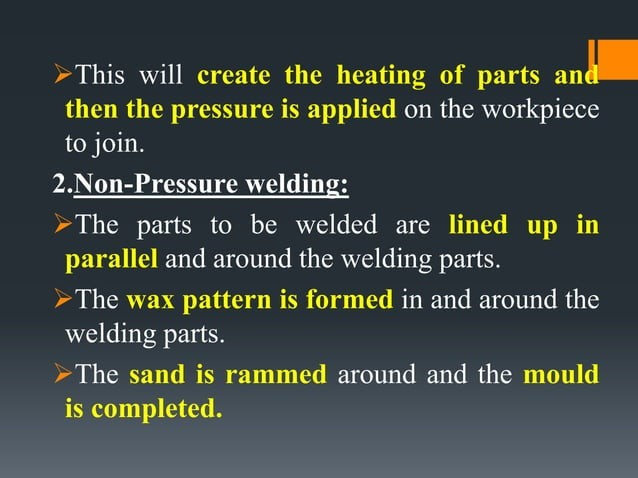 ➢This will create the heating of parts and
then the pressure is applied on the workpiece
to join.
2.Non-Pressure welding:
➢The parts to be welded are lined up in
parallel and around the welding parts.
➢The wax pattern is formed in and around the
welding parts.
➢The sand is rammed around and the mould
is completed.